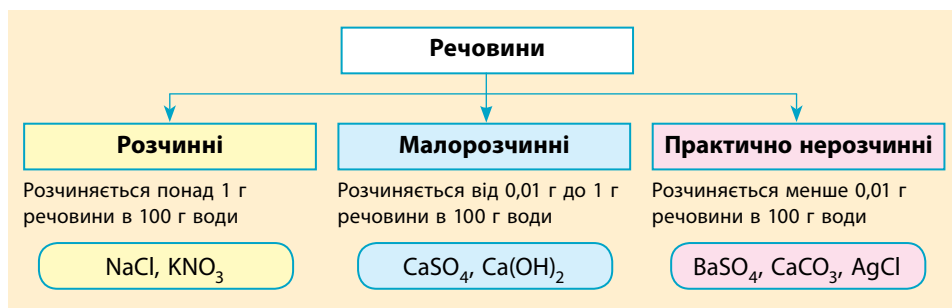 Речовини
Розчинні
Малорозчинні
Практично нерозчинні
Розчиняється понад 1 г
речовини в 100 г води
Розчиняється від 0,01 г до 1 г
речовини в 100 г води
Розчиняється менше 0,01 г
речовини в 100 г води
NaCl, KNO₃
CaSO₄, Ca(OH)₂
BaSO₄, CaCO₃, AgCl